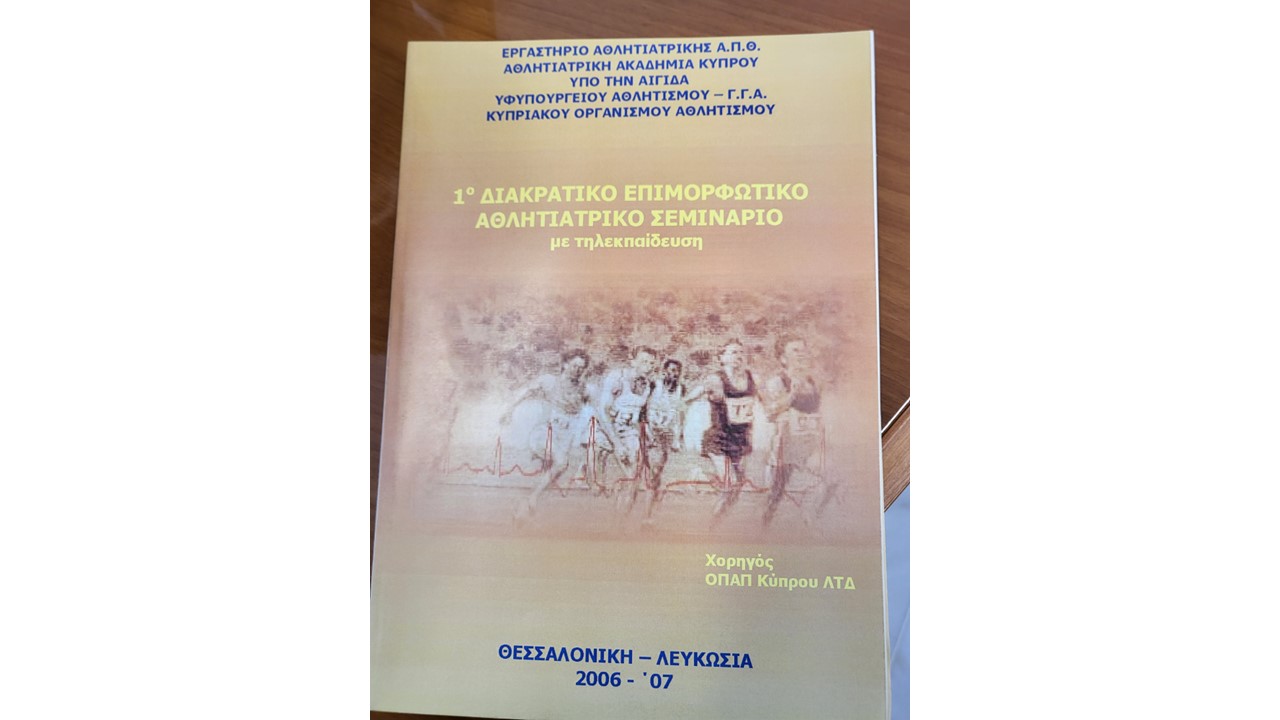 ΕΡΓΑΣΤΗΡΙΟ ΑΘΛΗΤΙΑΤΡΙΚΗΣ Α.Π.Θ.
ΑΘΛΗΤΙΑΤΡΙΚΗ ΑΚΑΔΗΜΙΑ ΚΥΠΡΟΥ
ΥΠΟ ΤΗΝ ΑΙΓΙΔΑ
ΥΦΥΠΟΥΡΓΕΙΟΥ ΑΘΛΗΤΙΣΜΟΥ – Γ.Γ.Α.
ΚΥΠΡΙΑΚΟΥ ΟΡΓΑΝΙΣΜΟΥ ΑΘΛΗΤΙΣΜΟΥ
1º ΔΙΑΚΡΑΤΙΚΟ ΕΠΙΜΟΡΦΩΤΙΚΟ
ΑΘΛΗΤΙΑΤΡΙΚΟ ΣΕΜΙΝΑΡΙΟ
με τηλεκπαίδευση
Χορηγός
ΟΠΑΠ Κύπρου ΛΤΔ
ΘΕΣΣΑΛΟΝΙΚΗ – ΛΕΥΚΩΣΙΑ
2006 - ΄07